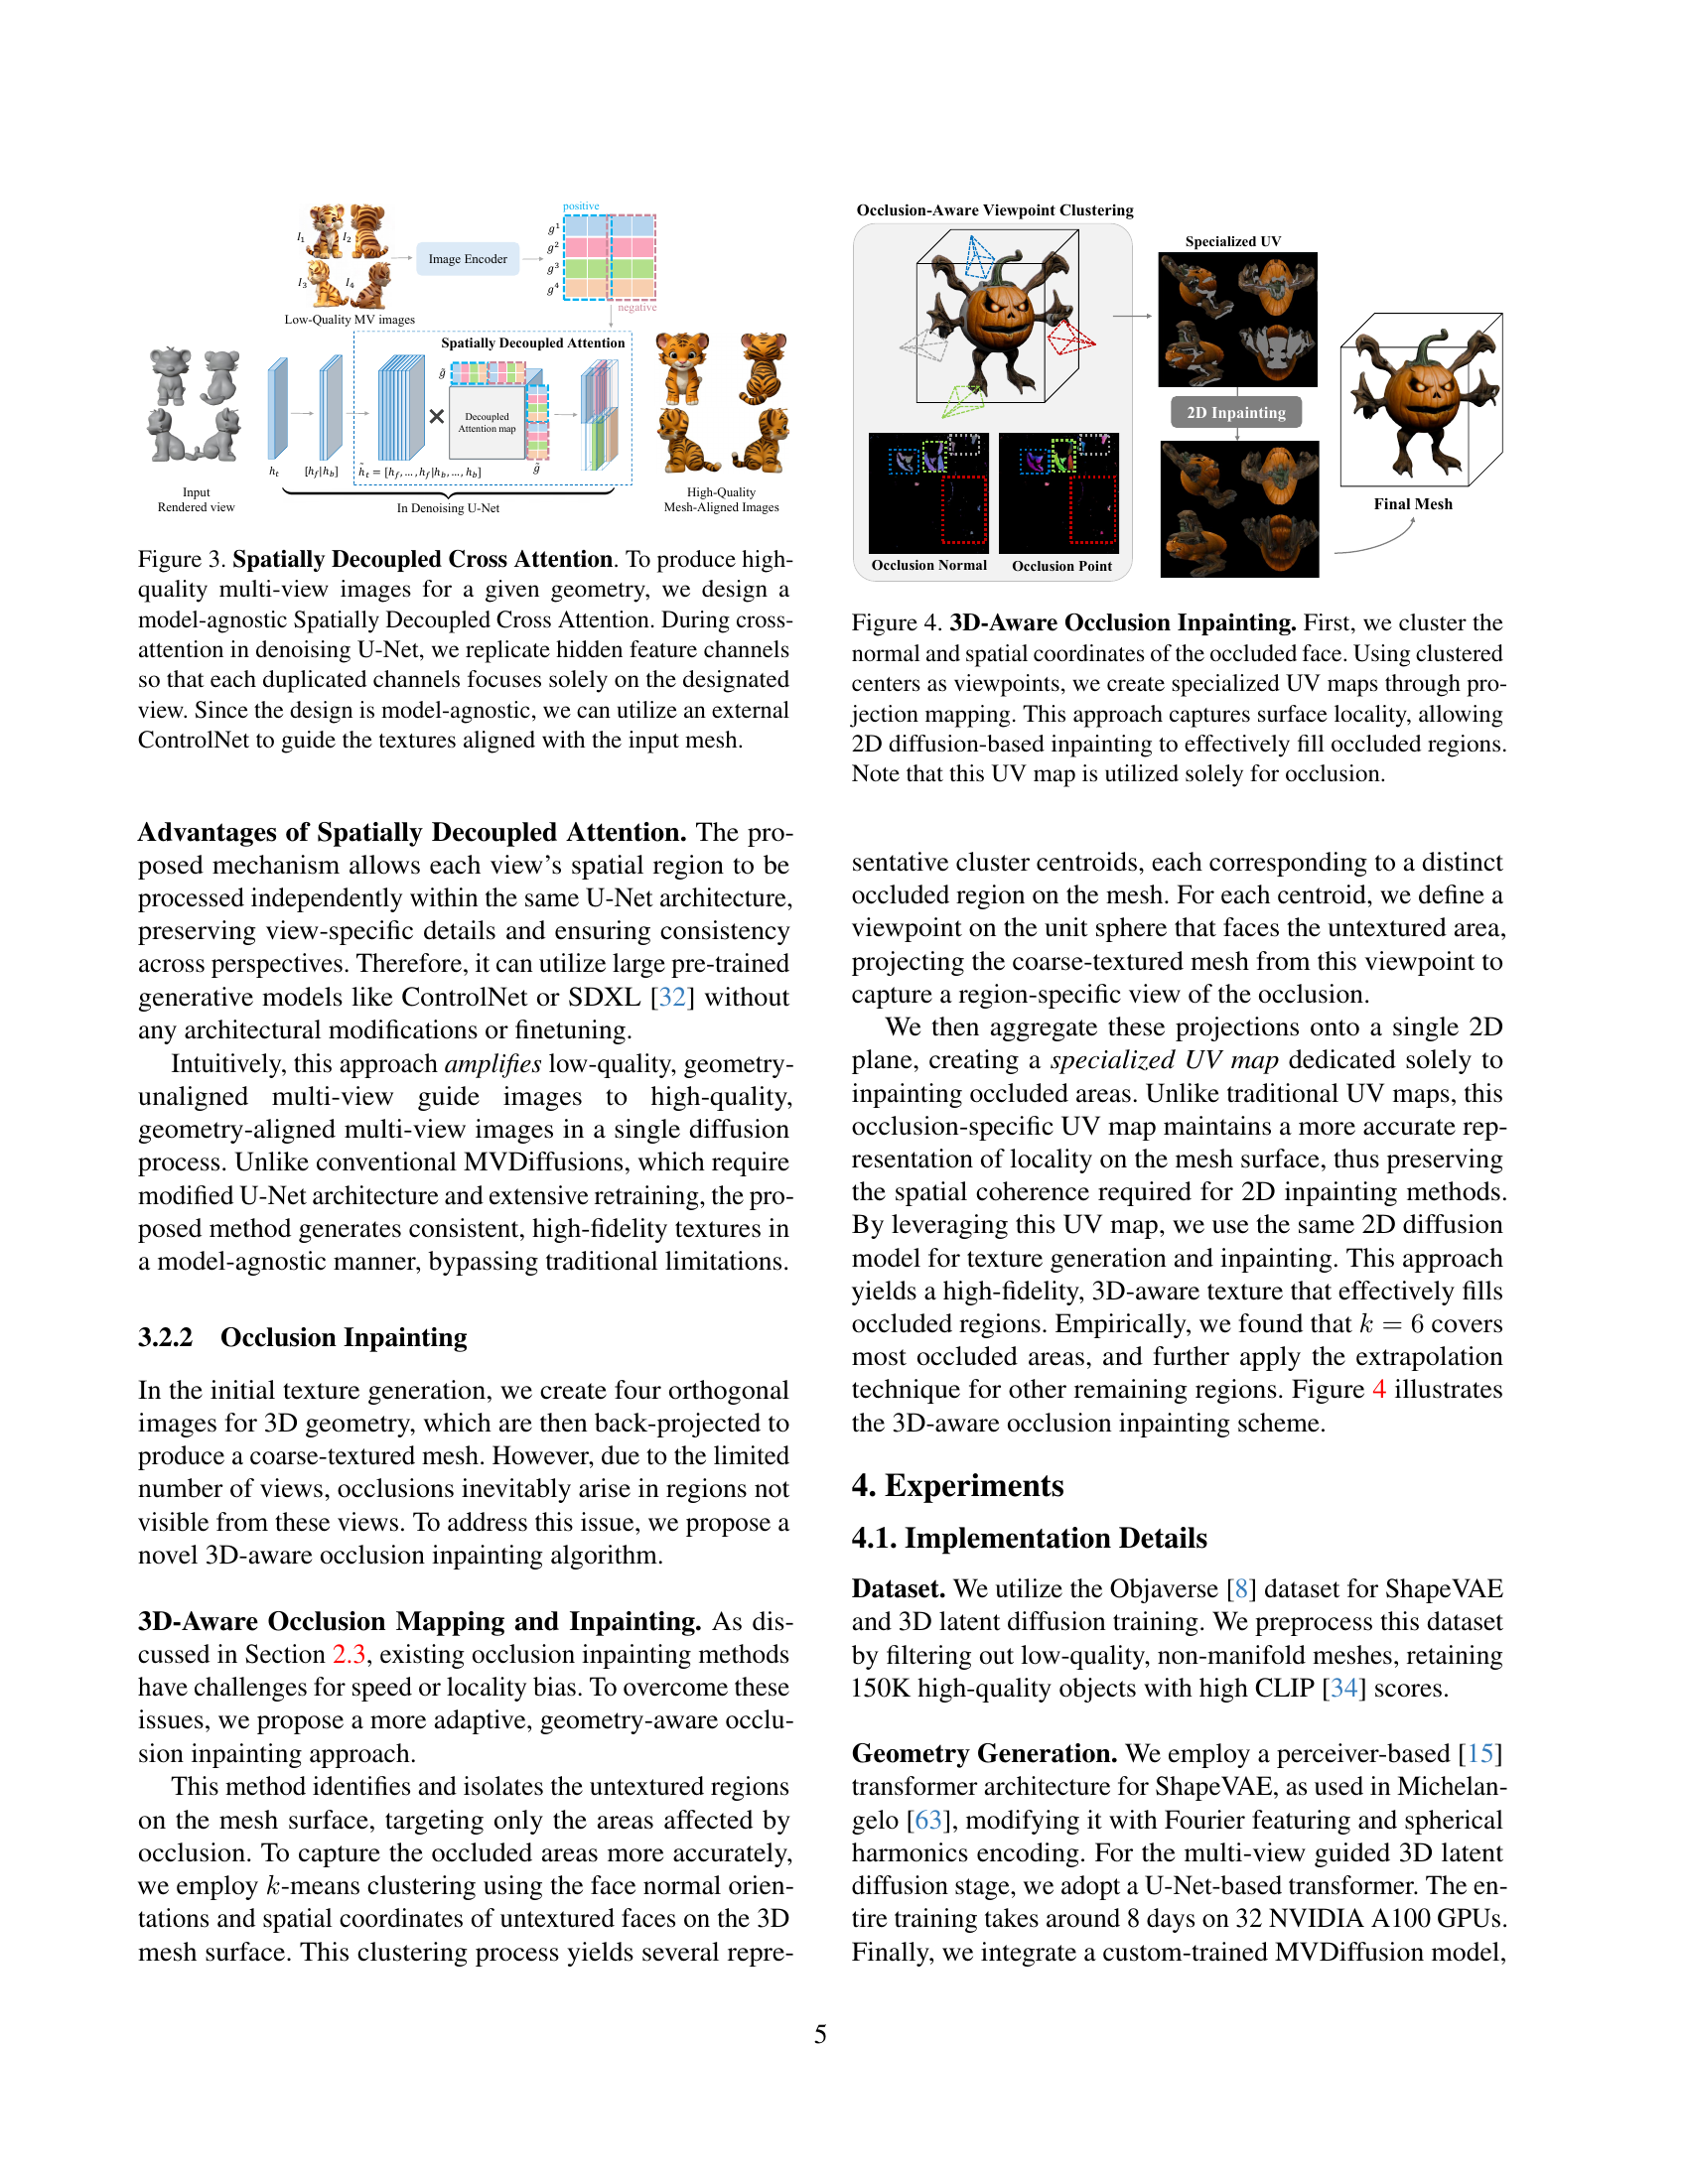 positive
g¹
g²
g³
g⁴
I₁
I₂
I₃
I₄
Image Encoder
negative
Low-Quality MV images
Spatially Decoupled Attention
g̃
Decoupled
Attention map
×
hₜ
[h_f|h_b]
h̃ₜ = [h_f, ..., h_f|h_b, ..., h_b]
g̃
Input
Rendered view
In Denoising U-Net
High-Quality
Mesh-Aligned Images
Figure 3. Spatially Decoupled Cross Attention. To produce high-
quality multi-view images for a given geometry, we design a
model-agnostic Spatially Decoupled Cross Attention. During cross-
attention in denoising U-Net, we replicate hidden feature channels
so that each duplicated channels focuses solely on the designated
view. Since the design is model-agnostic, we can utilize an external
ControlNet to guide the textures aligned with the input mesh.
Advantages of Spatially Decoupled Attention. The pro-
posed mechanism allows each view's spatial region to be
processed independently within the same U-Net architecture,
preserving view-specific details and ensuring consistency
across perspectives. Therefore, it can utilize large pre-trained
generative models like ControlNet or SDXL [32] without
any architectural modifications or finetuning.
Intuitively, this approach amplifies low-quality, geometry-
unaligned multi-view guide images to high-quality,
geometry-aligned multi-view images in a single diffusion
process. Unlike conventional MVDiffusions, which require
modified U-Net architecture and extensive retraining, the pro-
posed method generates consistent, high-fidelity textures in
a model-agnostic manner, bypassing traditional limitations.
3.2.2 Occlusion Inpainting
In the initial texture generation, we create four orthogonal
images for 3D geometry, which are then back-projected to
produce a coarse-textured mesh. However, due to the limited
number of views, occlusions inevitably arise in regions not
visible from these views. To address this issue, we propose a
novel 3D-aware occlusion inpainting algorithm.
3D-Aware Occlusion Mapping and Inpainting. As dis-
cussed in Section 2.3, existing occlusion inpainting methods
have challenges for speed or locality bias. To overcome these
issues, we propose a more adaptive, geometry-aware occlu-
sion inpainting approach.
This method identifies and isolates the untextured regions
on the mesh surface, targeting only the areas affected by
occlusion. To capture the occluded areas more accurately,
we employ k-means clustering using the face normal orien-
tations and spatial coordinates of untextured faces on the 3D
mesh surface. This clustering process yields several repre-
Occlusion-Aware Viewpoint Clustering
Specialized UV
2D Inpainting
Final Mesh
Occlusion Normal
Occlusion Point
Figure 4. 3D-Aware Occlusion Inpainting. First, we cluster the
normal and spatial coordinates of the occluded face. Using clustered
centers as viewpoints, we create specialized UV maps through pro-
jection mapping. This approach captures surface locality, allowing
2D diffusion-based inpainting to effectively fill occluded regions.
Note that this UV map is utilized solely for occlusion.
sentative cluster centroids, each corresponding to a distinct
occluded region on the mesh. For each centroid, we define a
viewpoint on the unit sphere that faces the untextured area,
projecting the coarse-textured mesh from this viewpoint to
capture a region-specific view of the occlusion.
We then aggregate these projections onto a single 2D
plane, creating a specialized UV map dedicated solely to
inpainting occluded areas. Unlike traditional UV maps, this
occlusion-specific UV map maintains a more accurate rep-
resentation of locality on the mesh surface, thus preserving
the spatial coherence required for 2D inpainting methods.
By leveraging this UV map, we use the same 2D diffusion
model for texture generation and inpainting. This approach
yields a high-fidelity, 3D-aware texture that effectively fills
occluded regions. Empirically, we found that k = 6 covers
most occluded areas, and further apply the extrapolation
technique for other remaining regions. Figure 4 illustrates
the 3D-aware occlusion inpainting scheme.
4. Experiments
4.1. Implementation Details
Dataset. We utilize the Objaverse [8] dataset for ShapeVAE
and 3D latent diffusion training. We preprocess this dataset
by filtering out low-quality, non-manifold meshes, retaining
150K high-quality objects with high CLIP [34] scores.
Geometry Generation. We employ a perceiver-based [15]
transformer architecture for ShapeVAE, as used in Michelan-
gelo [63], modifying it with Fourier featuring and spherical
harmonics encoding. For the multi-view guided 3D latent
diffusion stage, we adopt a U-Net-based transformer. The en-
tire training takes around 8 days on 32 NVIDIA A100 GPUs.
Finally, we integrate a custom-trained MVDiffusion model,
5